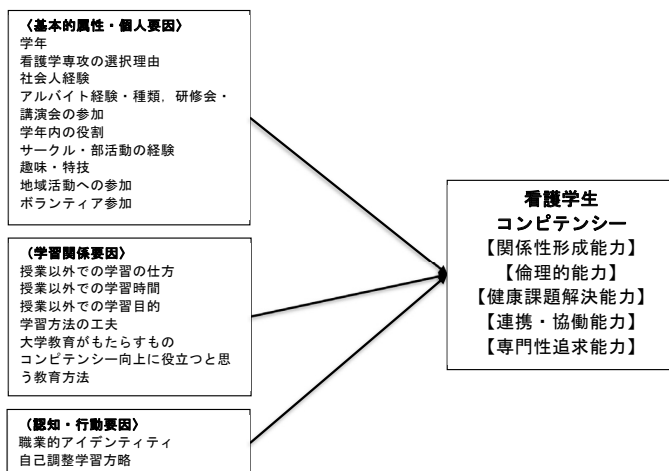 〈基本的属性・個人要因〉
学年
看護学専攻の選択理由
社会人経験
アルバイト経験・種類，研修会・
講演会の参加
学年内の役割
サークル・部活動の経験
趣味・特技
地域活動への参加
ボランティア参加
〈学習関係要因〉
授業以外での学習の仕方
授業以外での学習時間
授業以外での学習目的
学習方法の工夫
大学教育がもたらすもの
コンピテンシー向上に役立つと思
う教育方法
〈認知・行動要因〉
職業的アイデンティティ
自己調整学習方略
看護学生
コンピテンシー
【関係性形成能力】
【倫理的能力】
【健康課題解決能力】
【連携・協働能力】
【専門性追求能力】